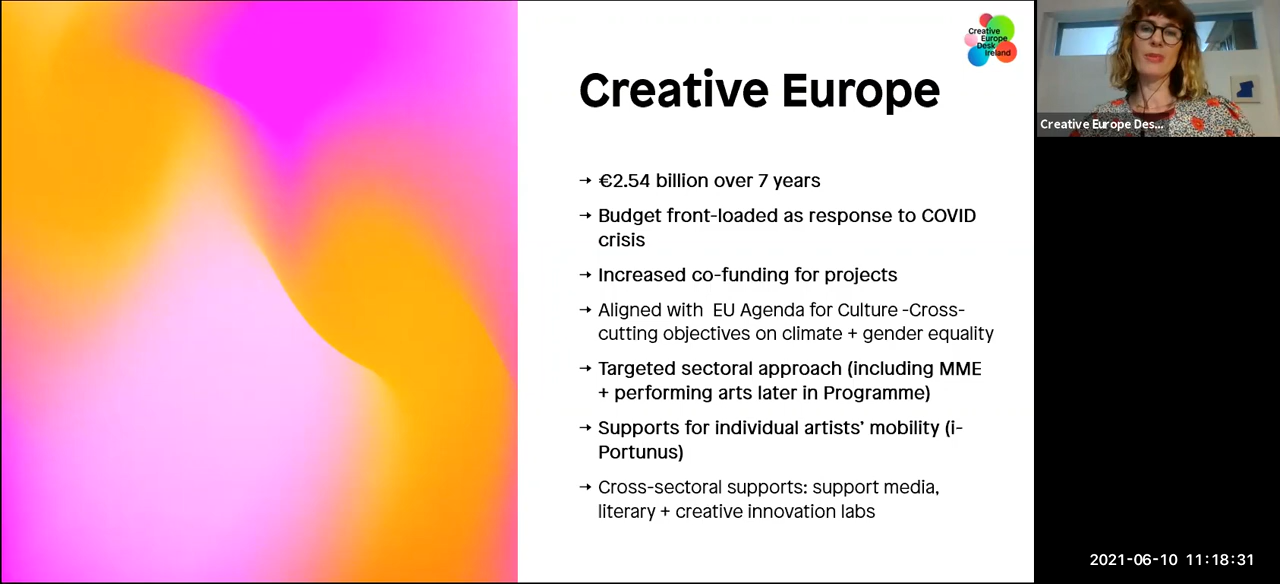 Creative
Europe
Desk
Ireland
Creative Europe
→ €2.54 billion over 7 years
→ Budget front-loaded as response to COVID
crisis
→ Increased co-funding for projects
→ Aligned with  EU Agenda for Culture -Cross-
cutting objectives on climate + gender equality
→ Targeted sectoral approach (including MME
+ performing arts later in Programme)
→ Supports for individual artists’ mobility (i-
Portunus)
→ Cross-sectoral supports: support media,
literary + creative innovation labs
Creative Europe Des...
2021-06-10 11:18:31